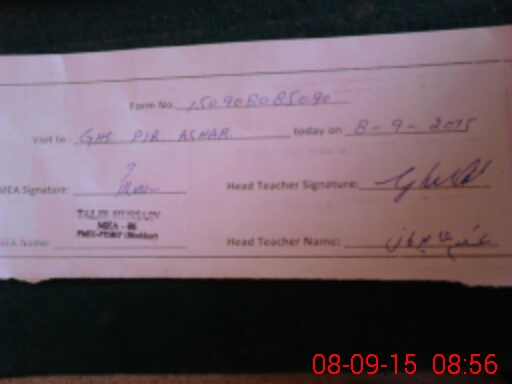 Form No. 150908085090
Visit to GHS PIR ASHAR today on 8-9-2015
MEA Signature: Head Teacher Signature:
TALIB HUSSAIN
MEA - 06
MEA Name: Head Teacher Name:
08-09-15 08:56